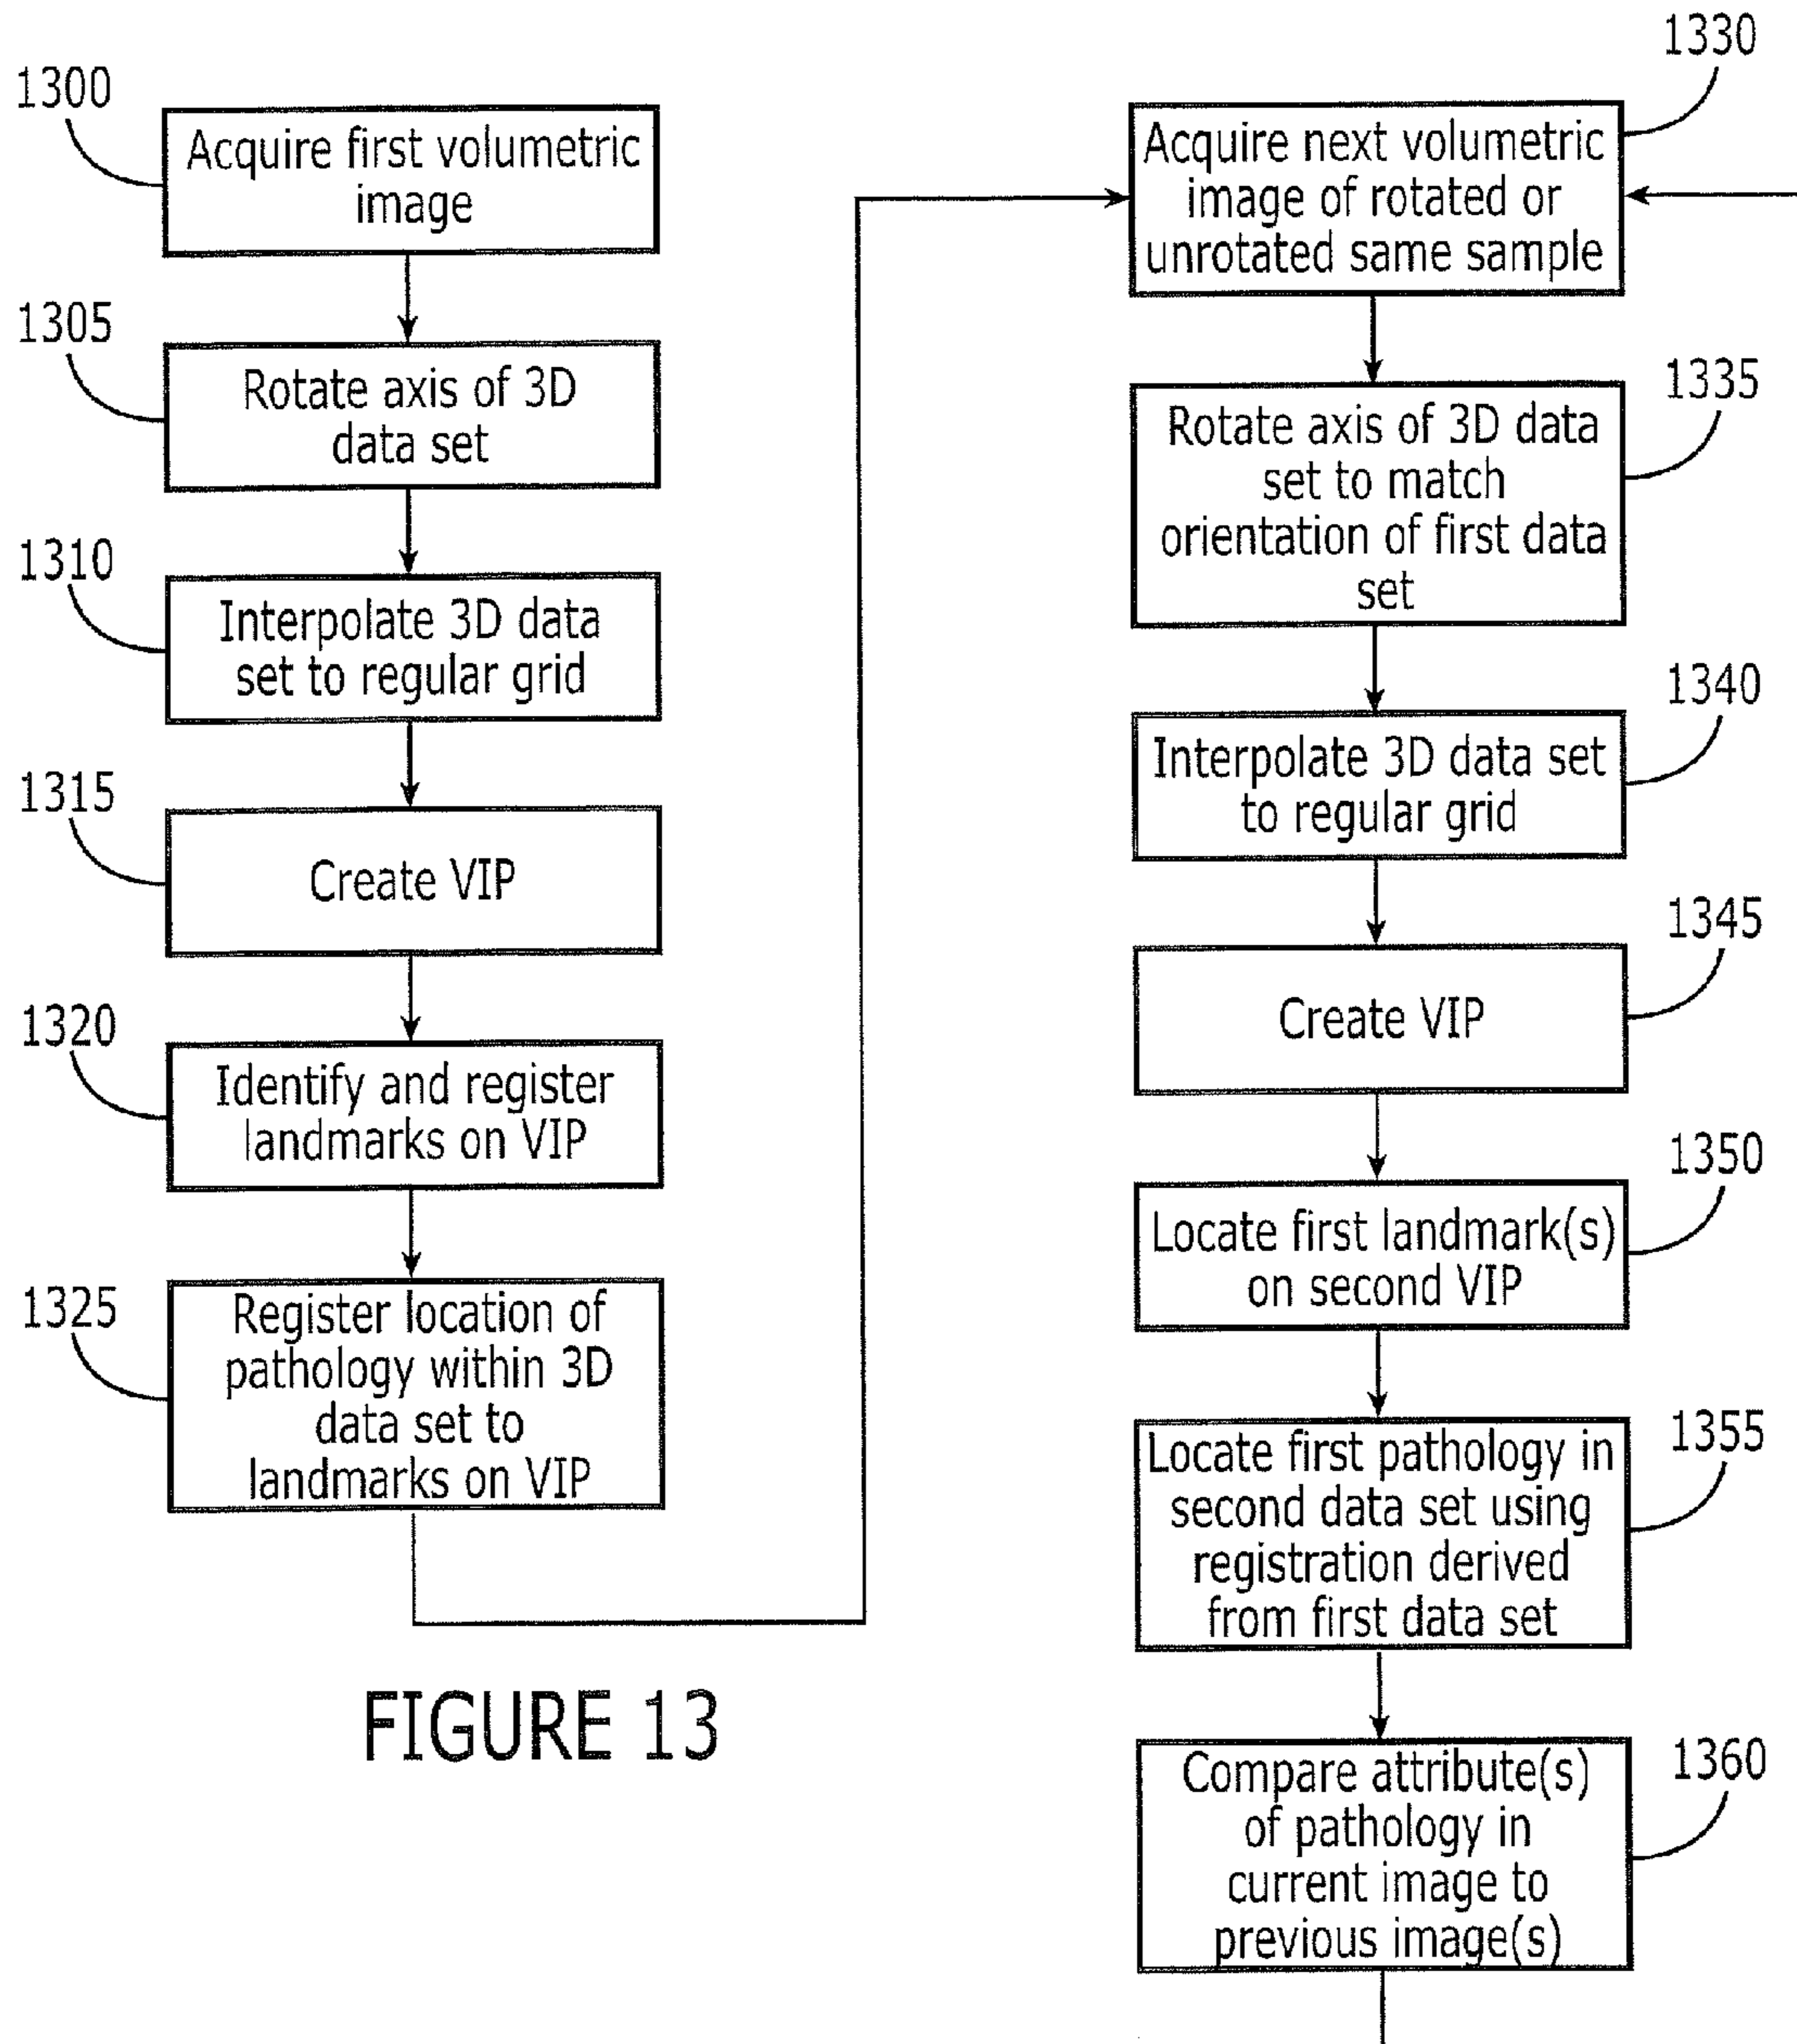 1300
Acquire first volumetric
image
1305
Rotate axis of 3D
data set
1310
Interpolate 3D data
set to regular grid
1315
Create VIP
1320
Identify and register
landmarks on VIP
1325
Register location of
pathology within 3D
data set to
landmarks on VIP
1330
Acquire next volumetric
image of rotated or
unrotated same sample
1335
Rotate axis of 3D data
set to match
orientation of first data
set
1340
Interpolate 3D data set
to regular grid
1345
Create VIP
1350
Locate first landmark(s)
on second VIP
1355
Locate first pathology in
second data set using
registration derived
from first data set
1360
Compare attribute(s)
of pathology in
current image to
previous image(s)
FIGURE 13